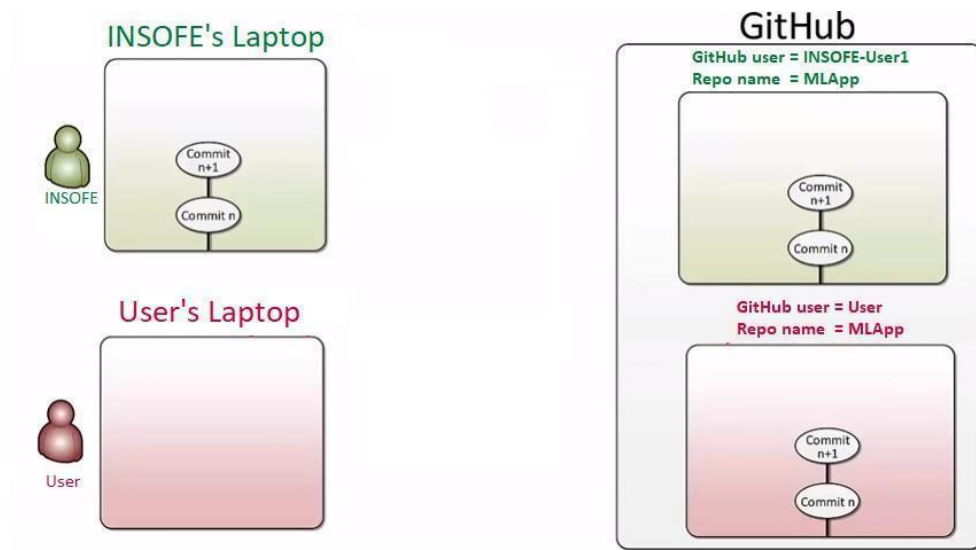 INSOFE's Laptop
Commit
n+1
Commit n
INSOFE
GitHub
GitHub user = INSOFE-User1
Repo name = MLApp
Commit
n+1
Commit n
User's Laptop
User
GitHub user = User
Repo name = MLApp
Commit
n+1
Commit n